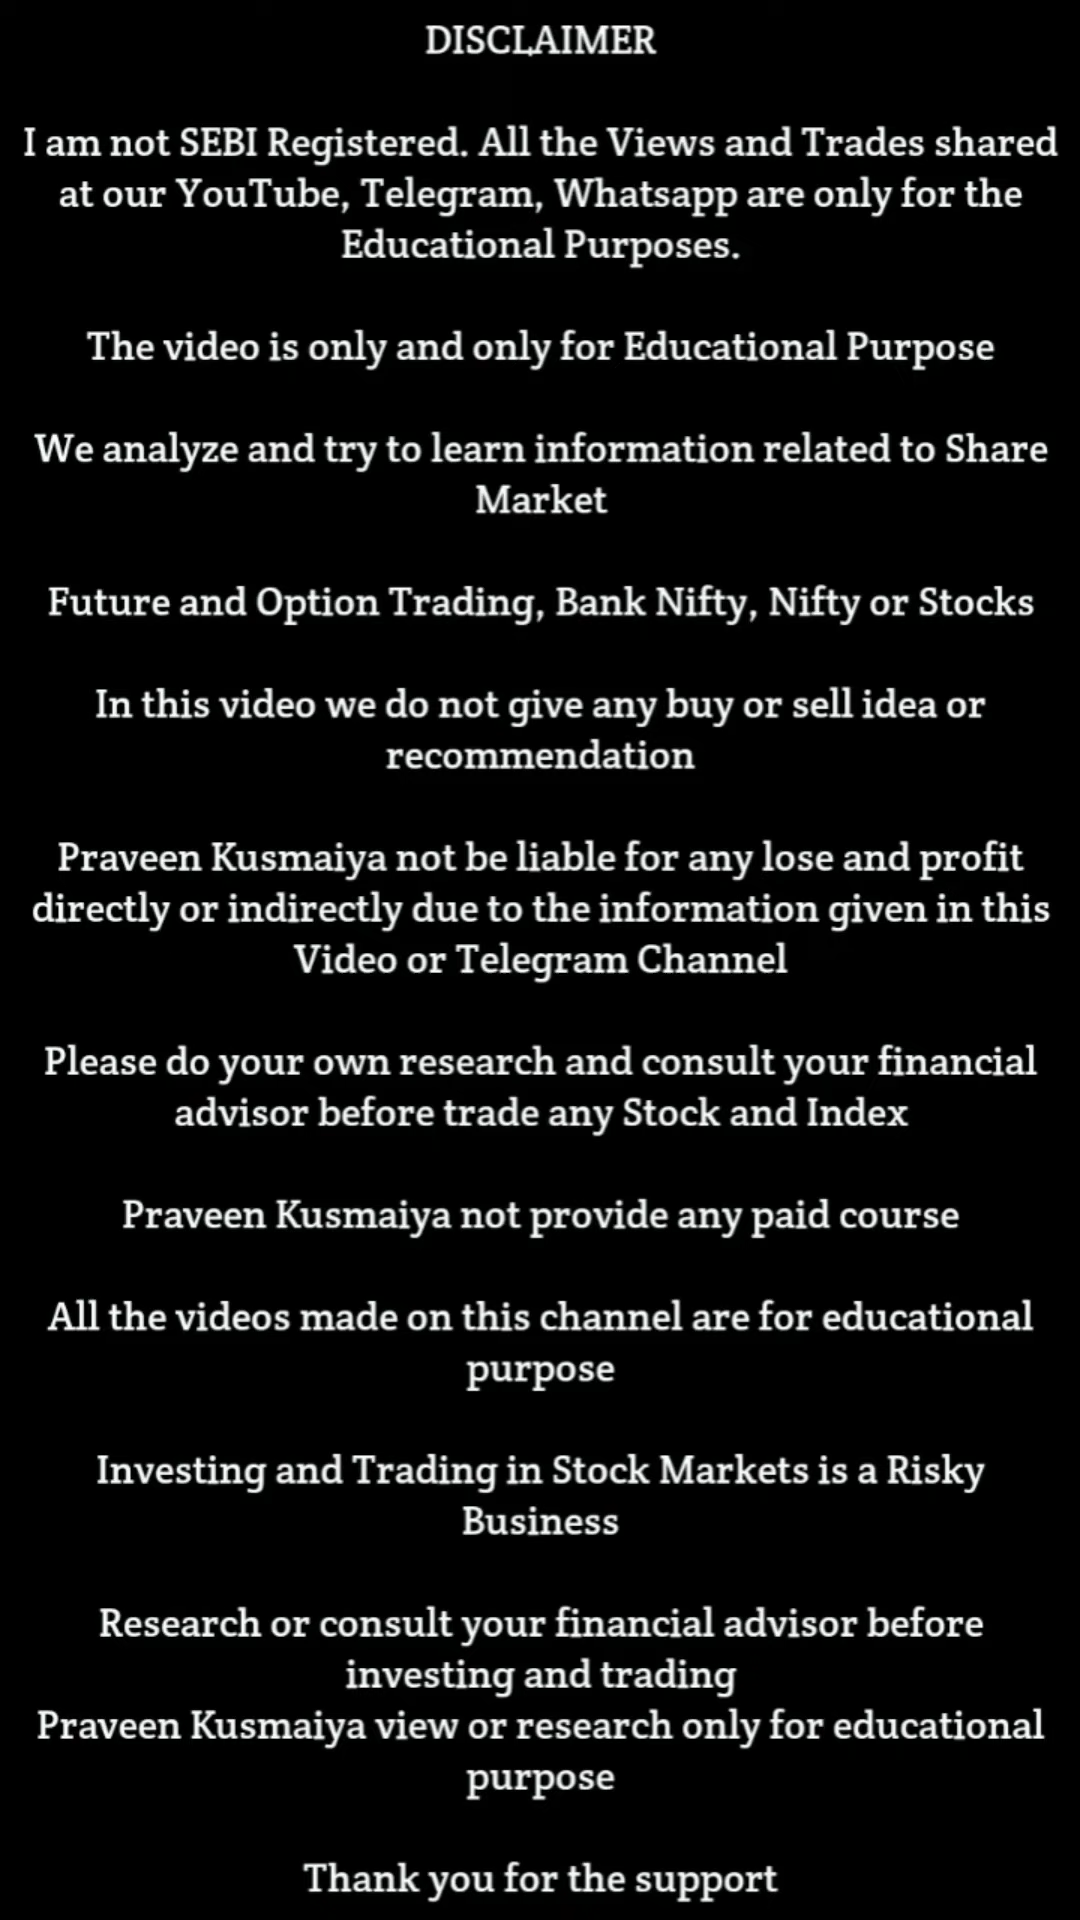 DISCLAIMER
I am not SEBI Registered. All the Views and Trades shared
at our YouTube, Telegram, Whatsapp are only for the
Educational Purposes.
The video is only and only for Educational Purpose
We analyze and try to learn information related to Share
Market
Future and Option Trading, Bank Nifty, Nifty or Stocks
In this video we do not give any buy or sell idea or
recommendation
Praveen Kusmaiya not be liable for any lose and profit
directly or indirectly due to the information given in this
Video or Telegram Channel
Please do your own research and consult your financial
advisor before trade any Stock and Index
Praveen Kusmaiya not provide any paid course
All the videos made on this channel are for educational
purpose
Investing and Trading in Stock Markets is a Risky
Business
Research or consult your financial advisor before
investing and trading
Praveen Kusmaiya view or research only for educational
purpose
Thank you for the support